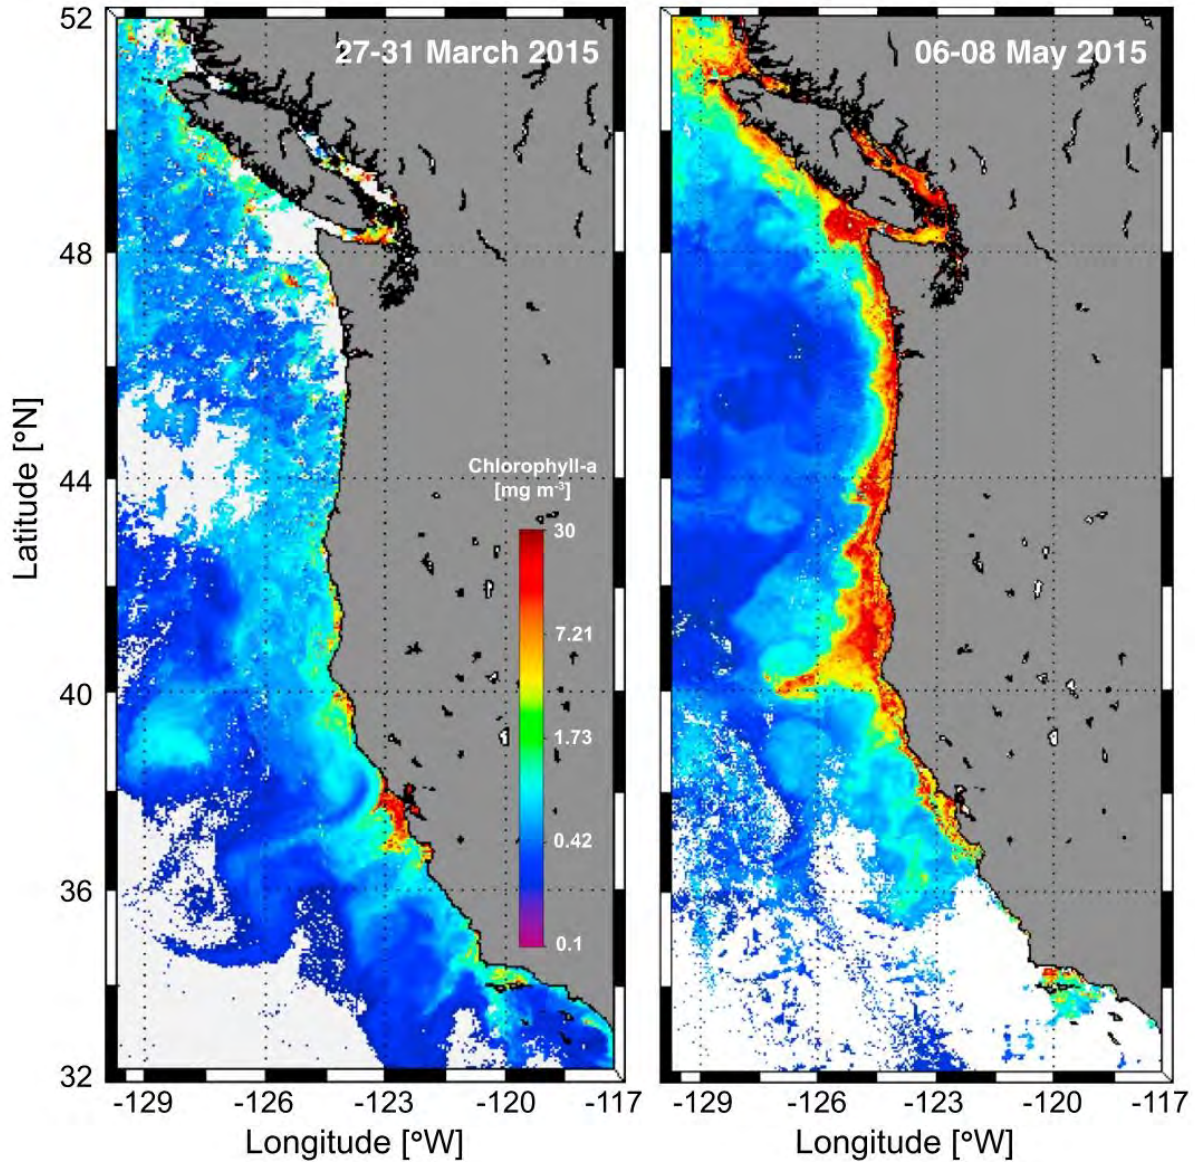 27-31 March 2015
06-08 May 2015
52
48
44
40
36
32
Latitude [°N]
Chlorophyll-a
[mg m-3]
30
7.21
1.73
0.42
0.1
-129 -126 -123 -120 -117
-129 -126 -123 -120 -117
Longitude [°W]
Longitude [°W]